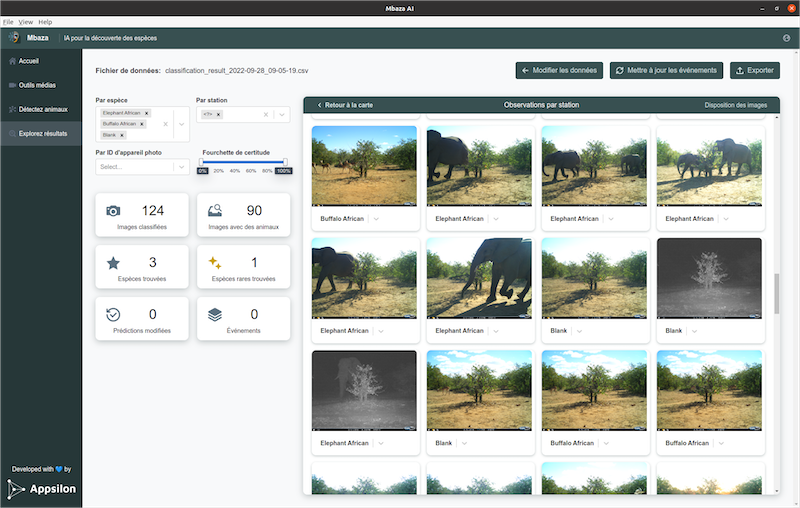 Mbaza AI
File View Help
Mbaza
IA pour la découverte des espèces
Accueil
Outils médias
Détectez animaux
Explorez résultats
Developed with 💙 by
Appsilon
Fichier de données: classification_result_2022-09-28_09-05-19.csv
Modifier les données
Mettre à jour les événements
Exporter
Par espèce
Elephant African x
Buffalo African x
Blank x
Par station
x
Par ID d'appareil photo
Select...
Fourchette de certitude
0% 20% 40% 60% 80% 100%
124
Images classifiées
90
Images avec des animaux
3
Espèces trouvées
1
Espèces rares trouvées
0
Prédictions modifiées
0
Événements
Retour à la carte
Observations par station
Disposition des images
Buffalo African
Elephant African
Elephant African
Elephant African
Elephant African
Elephant African
Blank
Blank
Elephant African
Blank
Buffalo African
Buffalo African